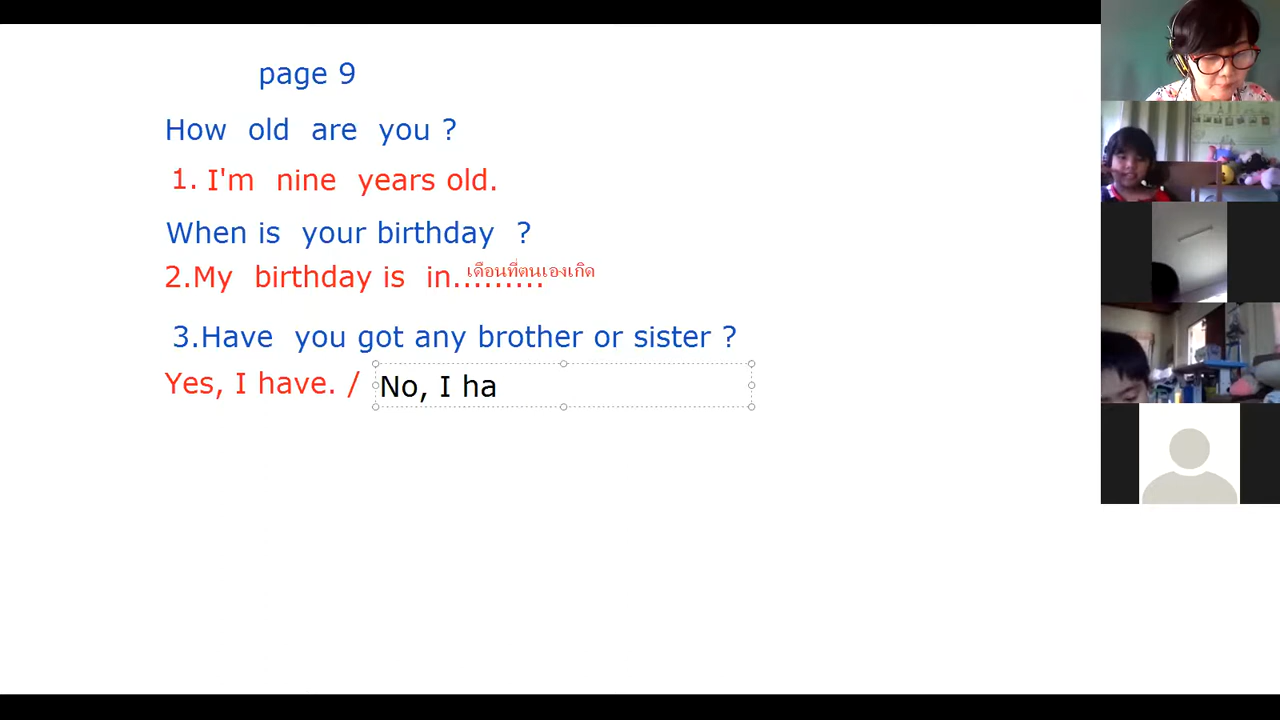 page 9
How old are you ?
1. I'm nine years old.
When is your birthday ?
2.My birthday is in.........เดือนที่ตนเองเกิด
3.Have you got any brother or sister ?
Yes, I have. / No, I ha